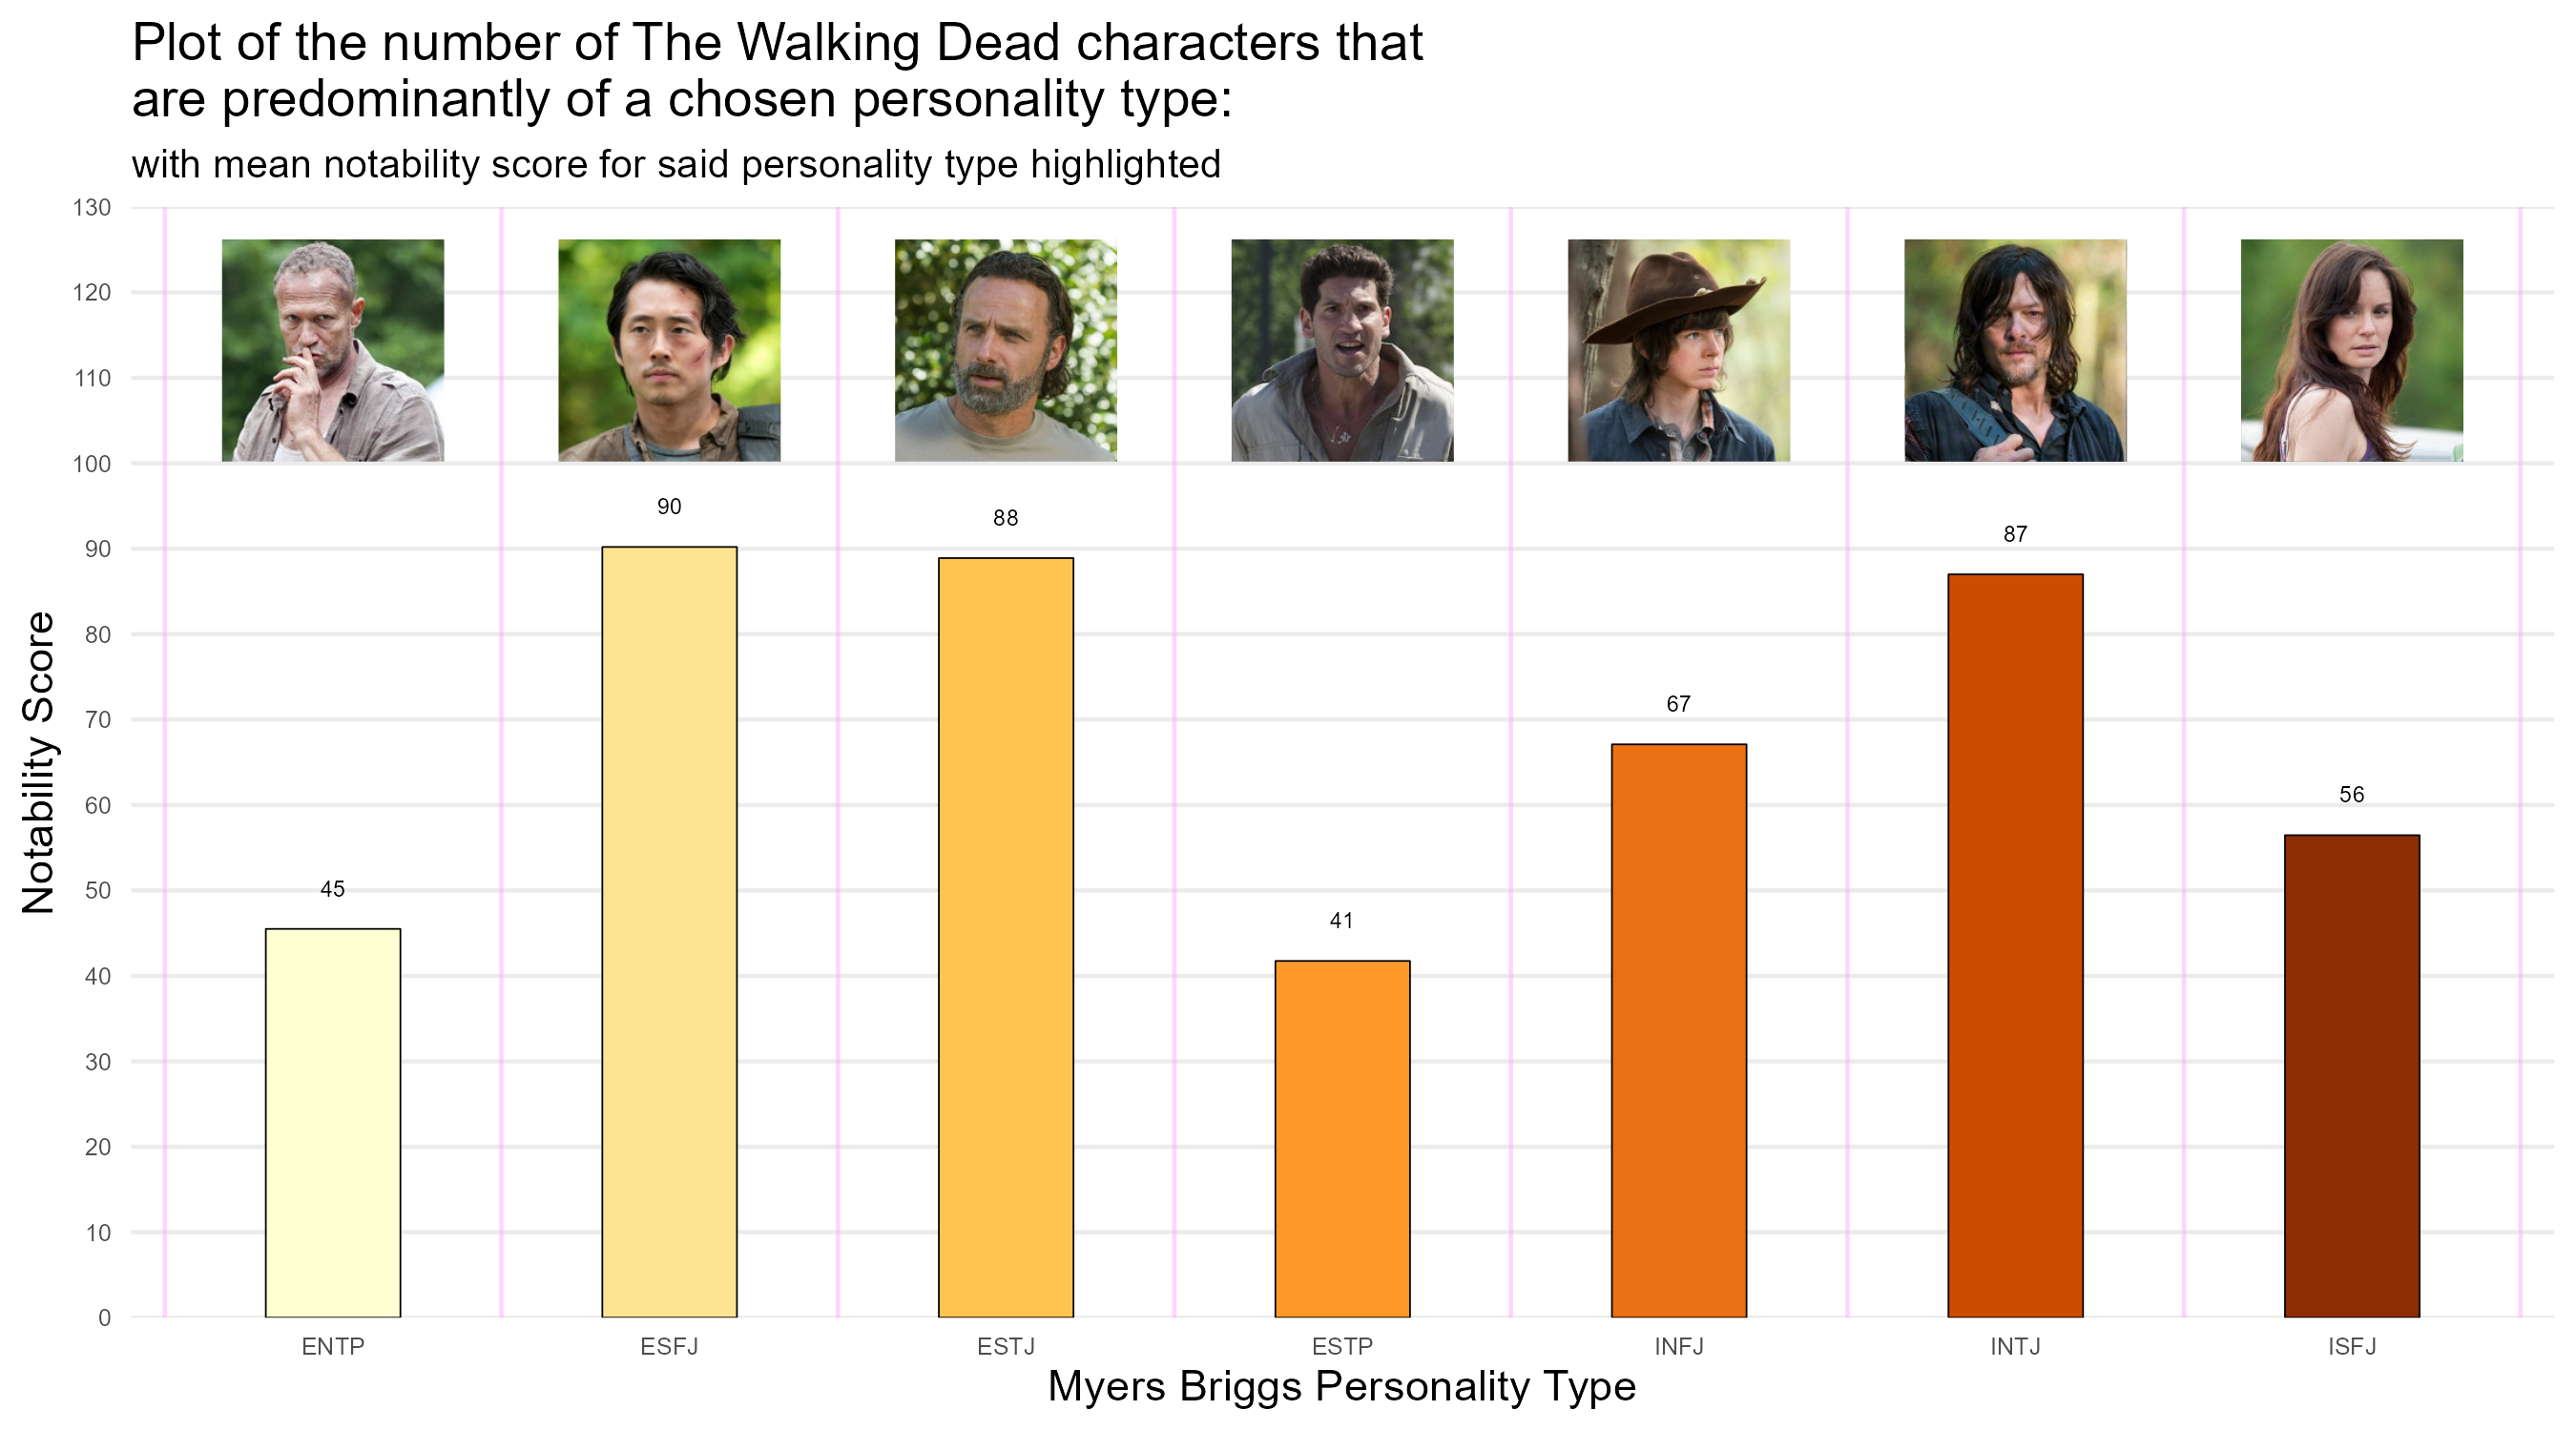 Plot of the number of The Walking Dead characters that
are predominantly of a chosen personality type:
with mean notability score for said personality type highlighted
130
120
110
100
90
80
70
60
50
40
30
20
10
0
Notability Score
45
90
88
41
67
87
56
ENTP
ESFJ
ESTJ
ESTP
INFJ
INTJ
ISFJ
Myers Briggs Personality Type